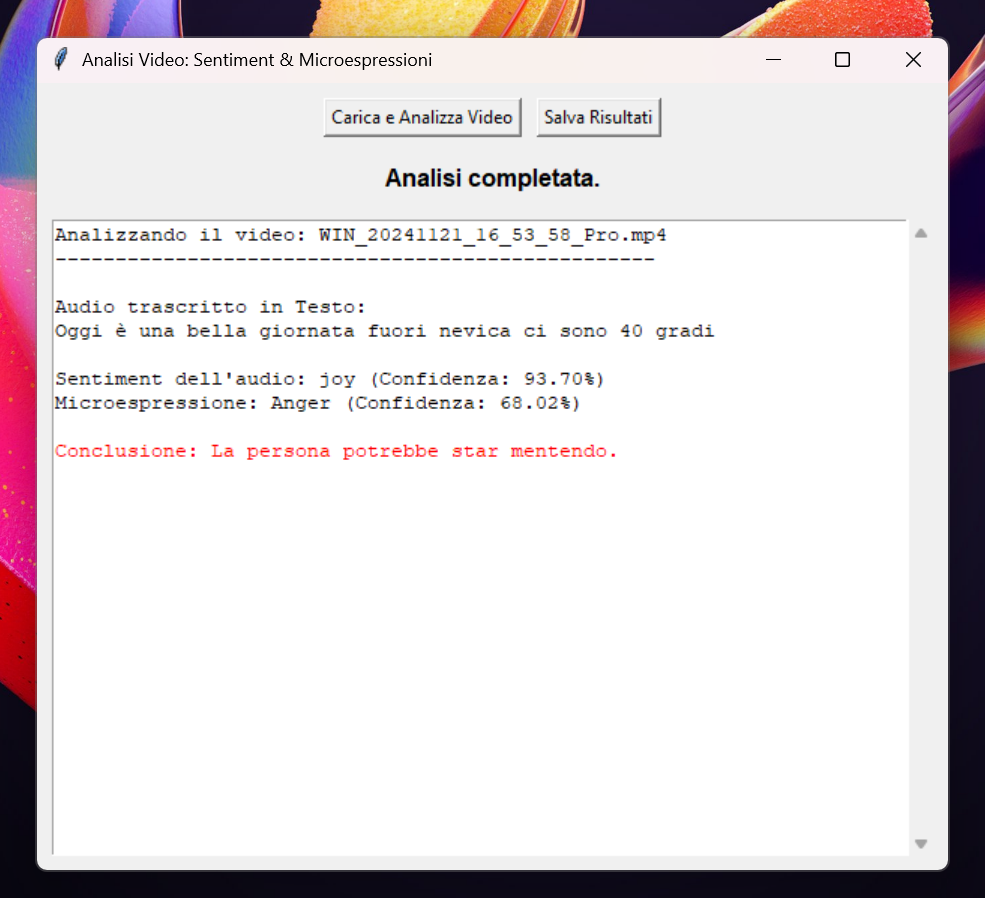 Analisi Video: Sentiment & Microespressioni
Carica e Analizza Video Salva Risultati
Analisi completata.
Analizzando il video: WIN_20241121_16_53_58_Pro.mp4
--------------------------------------------------
Audio trascritto in Testo:
Oggi è una bella giornata fuori nevica ci sono 40 gradi
Sentiment dell'audio: joy (Confidenza: 93.70%)
Microespressione: Anger (Confidenza: 68.02%)
Conclusione: La persona potrebbe star mentendo.